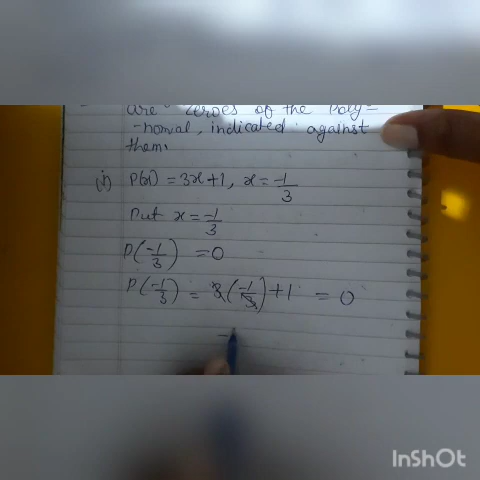 are zeroes of the Poly=
-nomial, indicated against
them.
(i) P(x) = 3x+1, x = -1/3
Put x = -1/3
P(-1/3) = 0
P(-1/3) = 3(-1/3)+1 = 0
-
InShOt